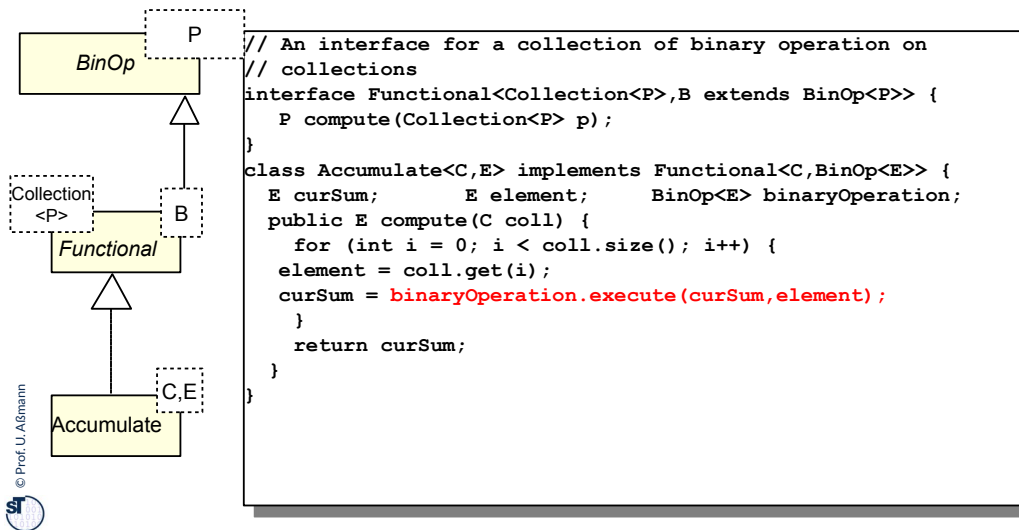 P
BinOp
Collection
<P>
B
Functional
C,E
Accumulate
// An interface for a collection of binary operation on
// collections
interface Functional<Collection<P>,B extends BinOp<P>> {
P compute(Collection<P> p);
}
class Accumulate<C,E> implements Functional<C,BinOp<E>> {
E curSum; E element; BinOp<E> binaryOperation;
public E compute(C coll) {
for (int i = 0; i < coll.size(); i++) {
element = coll.get(i);
curSum = binaryOperation.execute(curSum,element);
}
return curSum;
}
}
© Prof. U. Aßmann
ST